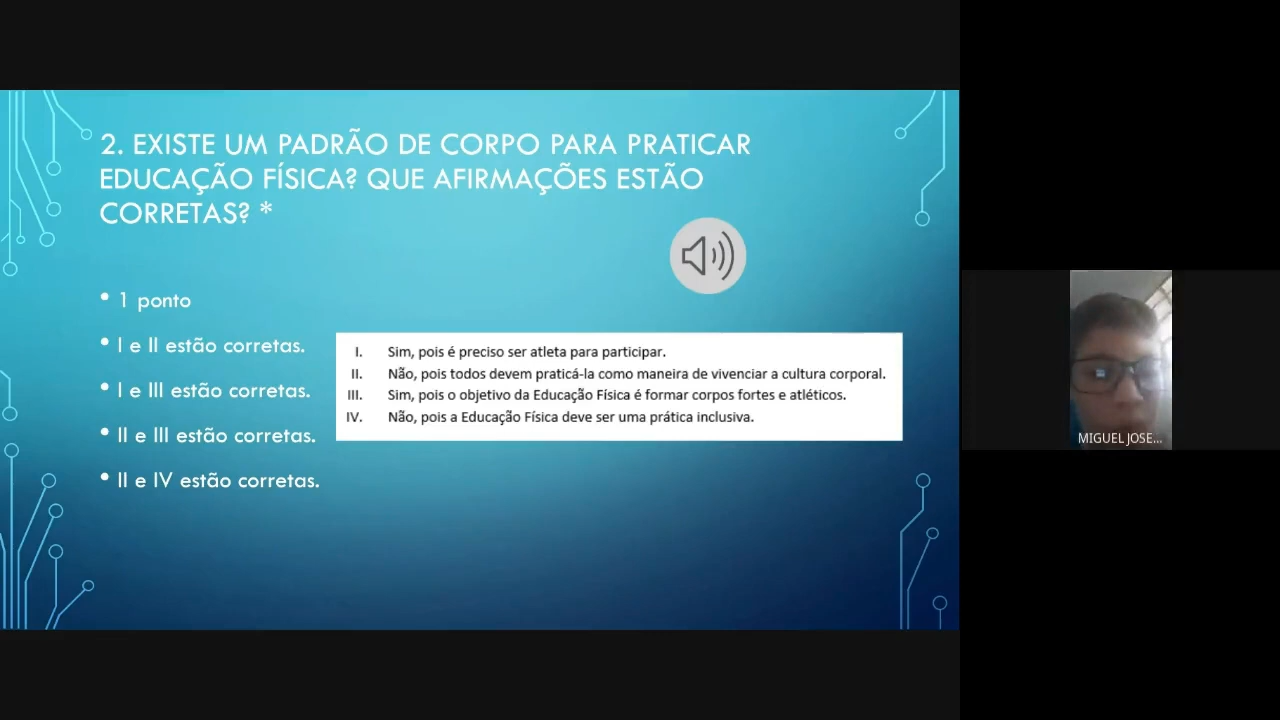 2. EXISTE UM PADRÃO DE CORPO PARA PRATICAR
EDUCAÇÃO FÍSICA? QUE AFIRMAÇÕES ESTÃO
CORRETAS? *
• 1 ponto
• I e II estão corretas.
• I e III estão corretas.
• II e III estão corretas.
• II e IV estão corretas.
I. Sim, pois é preciso ser atleta para participar.
II. Não, pois todos devem praticá-la como maneira de vivenciar a cultura corporal.
III. Sim, pois o objetivo da Educação Física é formar corpos fortes e atléticos.
IV. Não, pois a Educação Física deve ser uma prática inclusiva.
MIGUEL JOSE...